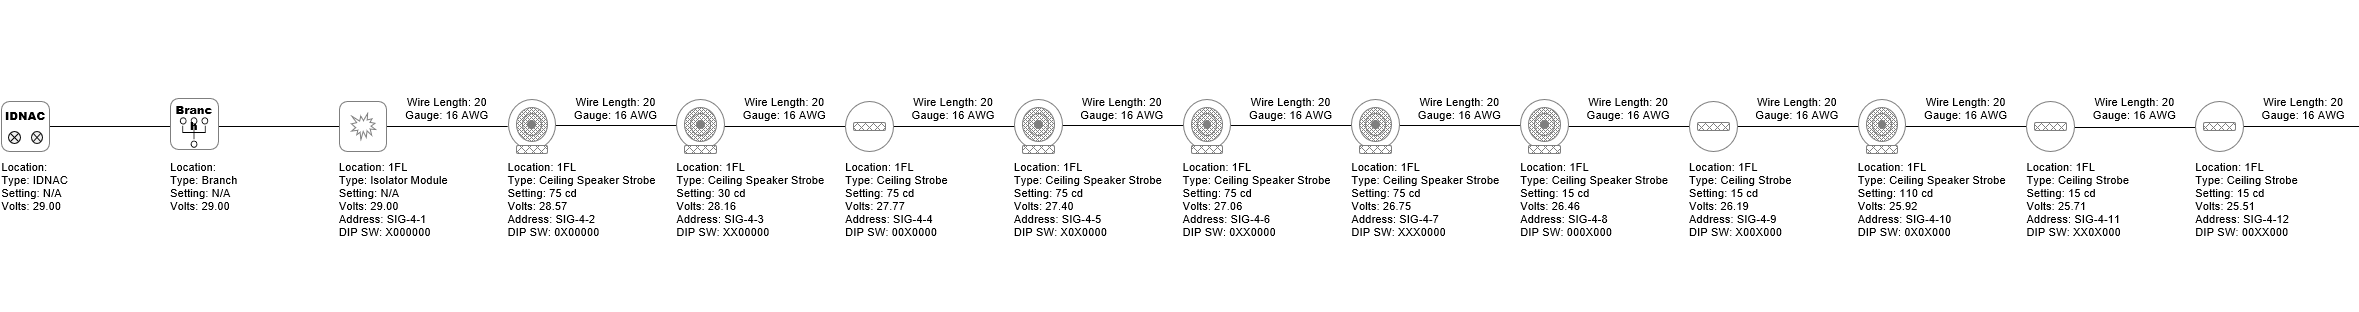 IDNAC
Location:
Type: IDNAC
Setting: N/A
Volts: 29.00
Branc
h
Location:
Type: Branch
Setting: N/A
Volts: 29.00
Location: 1FL
Type: Isolator Module
Setting: N/A
Volts: 29.00
Address: SIG-4-1
DIP SW: X000000
Wire Length: 20
Gauge: 16 AWG
Location: 1FL
Type: Ceiling Speaker Strobe
Setting: 75 cd
Volts: 28.57
Address: SIG-4-2
DIP SW: 0X00000
Wire Length: 20
Gauge: 16 AWG
Location: 1FL
Type: Ceiling Speaker Strobe
Setting: 30 cd
Volts: 28.16
Address: SIG-4-3
DIP SW: XX00000
Wire Length: 20
Gauge: 16 AWG
Location: 1FL
Type: Ceiling Strobe
Setting: 75 cd
Volts: 27.77
Address: SIG-4-4
DIP SW: 00X0000
Wire Length: 20
Gauge: 16 AWG
Location: 1FL
Type: Ceiling Speaker Strobe
Setting: 75 cd
Volts: 27.40
Address: SIG-4-5
DIP SW: X0X0000
Wire Length: 20
Gauge: 16 AWG
Location: 1FL
Type: Ceiling Speaker Strobe
Setting: 75 cd
Volts: 27.06
Address: SIG-4-6
DIP SW: 0XX0000
Wire Length: 20
Gauge: 16 AWG
Location: 1FL
Type: Ceiling Speaker Strobe
Setting: 75 cd
Volts: 26.75
Address: SIG-4-7
DIP SW: XXX0000
Wire Length: 20
Gauge: 16 AWG
Location: 1FL
Type: Ceiling Speaker Strobe
Setting: 15 cd
Volts: 26.46
Address: SIG-4-8
DIP SW: 000X000
Wire Length: 20
Gauge: 16 AWG
Location: 1FL
Type: Ceiling Strobe
Setting: 15 cd
Volts: 26.19
Address: SIG-4-9
DIP SW: X00X000
Wire Length: 20
Gauge: 16 AWG
Location: 1FL
Type: Ceiling Speaker Strobe
Setting: 110 cd
Volts: 25.92
Address: SIG-4-10
DIP SW: 0X0X000
Wire Length: 20
Gauge: 16 AWG
Location: 1FL
Type: Ceiling Strobe
Setting: 15 cd
Volts: 25.71
Address: SIG-4-11
DIP SW: XX0X000
Wire Length: 20
Gauge: 16 AWG
Location: 1FL
Type: Ceiling Strobe
Setting: 15 cd
Volts: 25.51
Address: SIG-4-12
DIP SW: 00XX000
Wire Length: 20
Gauge: 16 AWG